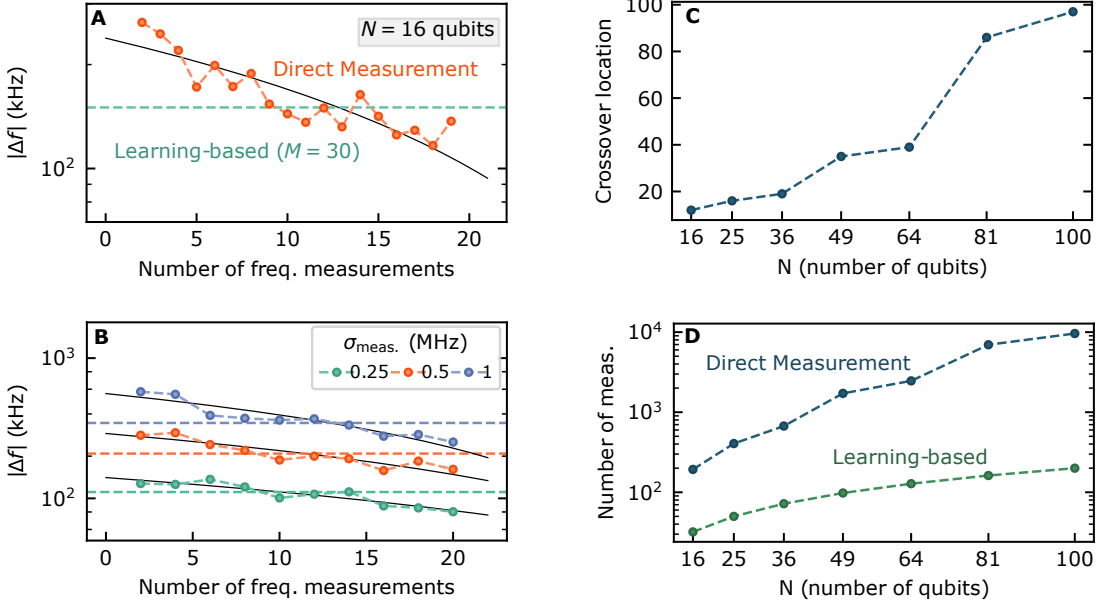 A
N = 16 qubits
Direct Measurement
Learning-based (M = 30)
|Δf| (kHz)
10²
0 5 10 15 20
Number of freq. measurements
C
Crossover location
100
80
60
40
20
16 25 36 49 64 81 100
N (number of qubits)
B
σmeas. (MHz)
0.25 0.5 1
|Δf| (kHz)
10³
10²
0 5 10 15 20
Number of freq. measurements
D
Direct Measurement
Learning-based
Number of meas.
10⁴
10³
10²
16 25 36 49 64 81 100
N (number of qubits)